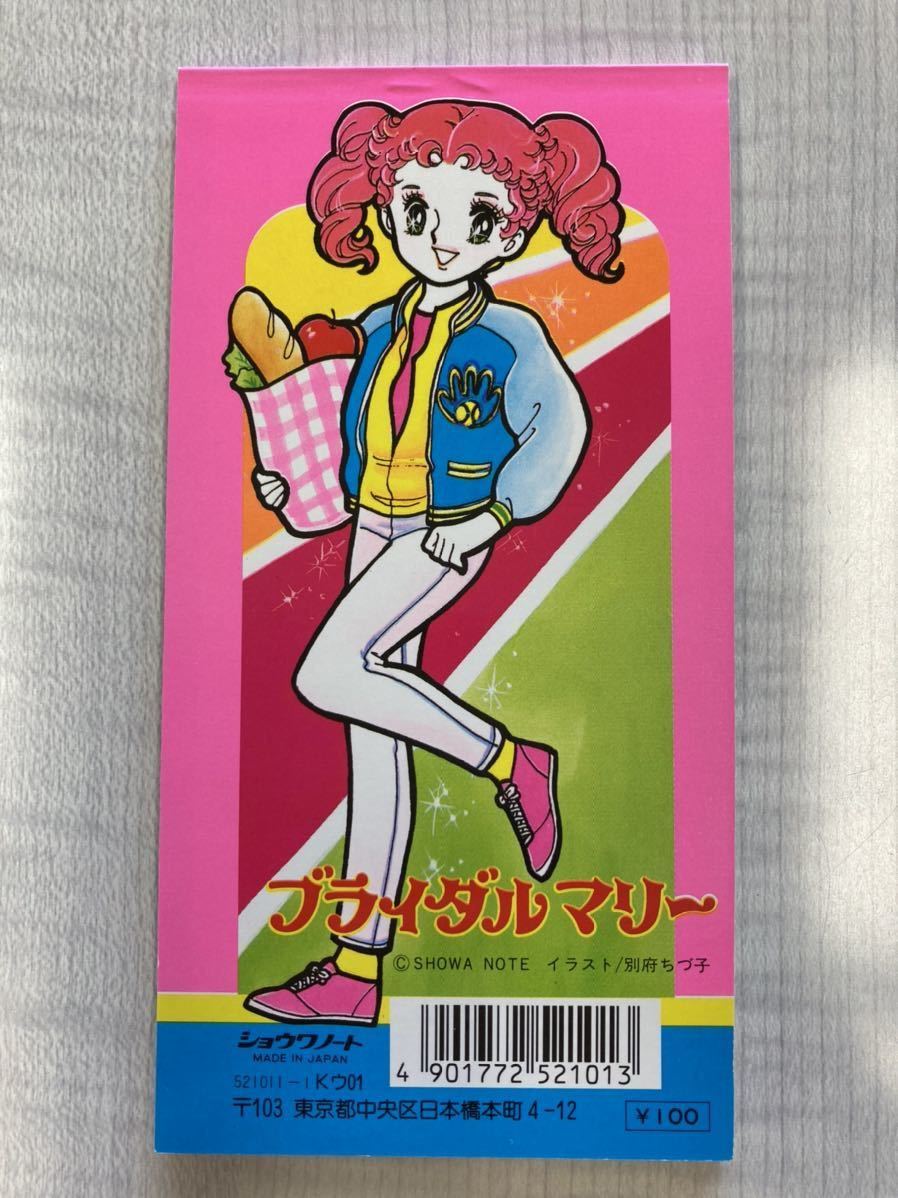 ブライダルマリー
©SHOWA NOTE イラスト/別府ちづ子
ショウワノート
MADE IN JAPAN
521011-1Kウ01
4 901772 521013
〒103 東京都中央区日本橋本町4-12
¥100